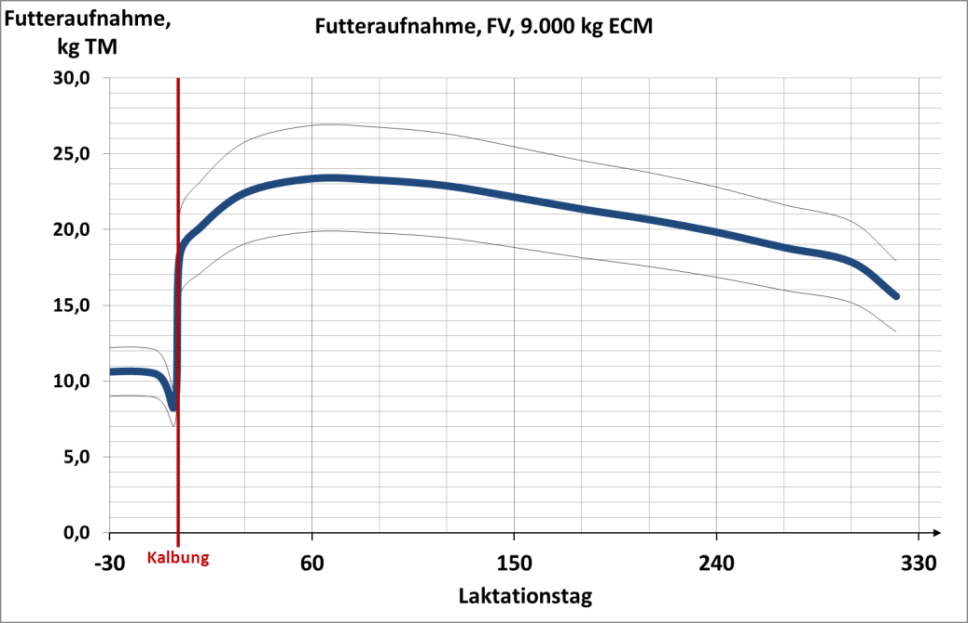 Futteraufnahme,
kg TM
Futteraufnahme, FV, 9.000 kg ECM
30,0
25,0
20,0
15,0
10,0
5,0
0,0
-30
Kalbung
60
150
240
330
Laktationstag